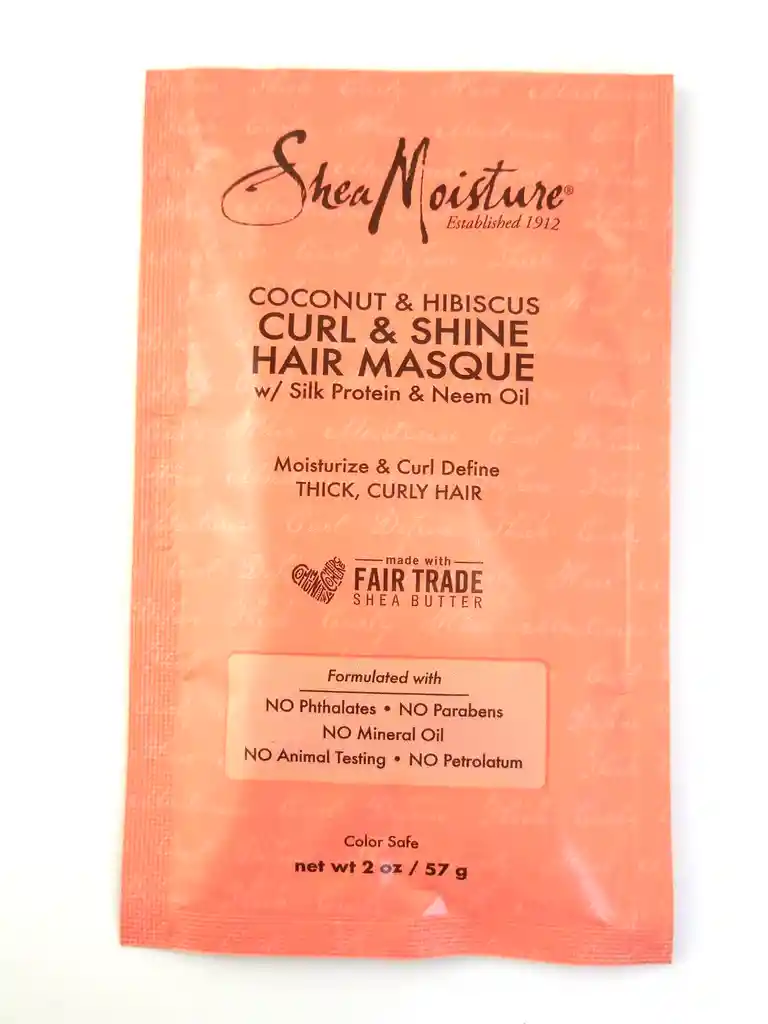 SheaMoisture®
Established 1912
COCONUT & HIBISCUS
CURL & SHINE
HAIR MASQUE
w/ Silk Protein & Neem Oil
Moisturize & Curl Define
THICK, CURLY HAIR
made with
FAIR TRADE
SHEA BUTTER
Formulated with
NO Phthalates • NO Parabens
NO Mineral Oil
NO Animal Testing • NO Petrolatum
Color Safe
net wt 2 oz / 57 g